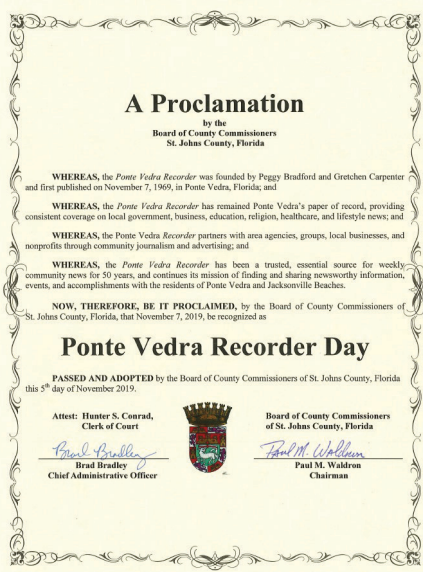 A Proclamation
by the
Board of County Commissioners
St. Johns County, Florida
WHEREAS, the Ponte Vedra Recorder was founded by Peggy Bradford and Gretchen Carpenter
and first published on November 7, 1969, in Ponte Vedra, Florida; and
WHEREAS, the Ponte Vedra Recorder has remained Ponte Vedra's paper of record, providing
consistent coverage on local government, business, education, religion, healthcare, and lifestyle news; and
WHEREAS, the Ponte Vedra Recorder partners with area agencies, groups, local businesses, and
nonprofits through community journalism and advertising; and
WHEREAS, the Ponte Vedra Recorder has been a trusted, essential source for weekly
community news for 50 years, and continues its mission of finding and sharing newsworthy information,
events, and accomplishments with the residents of Ponte Vedra and Jacksonville Beaches.
NOW, THEREFORE, BE IT PROCLAIMED, by the Board of County Commissioners of
St. Johns County, Florida, that November 7, 2019, be recognized as
Ponte Vedra Recorder Day
PASSED AND ADOPTED by the Board of County Commissioners of St. Johns County, Florida
this 5th day of November 2019.
Attest: Hunter S. Conrad,
Clerk of Court
Brad Bradley
Brad Bradley
Chief Administrative Officer
Board of County Commissioners
of St. Johns County, Florida
Paul M. Waldron
Paul M. Waldron
Chairman